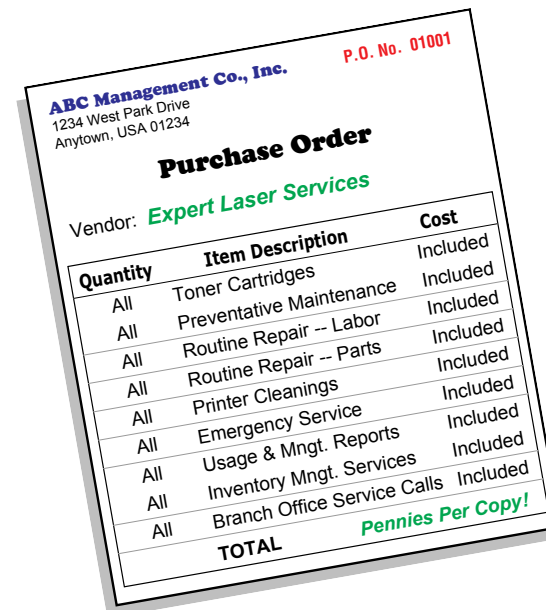 ABC Management Co., Inc.
P.O. No. 01001
1234 West Park Drive
Anytown, USA 01234
Purchase Order
Vendor: Expert Laser Services
Quantity Item Description Cost
All Toner Cartridges Included
All Preventative Maintenance Included
All Routine Repair -- Labor Included
All Routine Repair -- Parts Included
All Printer Cleanings Included
All Emergency Service Included
All Usage & Mngt. Reports Included
All Inventory Mngt. Services Included
All Branch Office Service Calls Included
TOTAL Pennies Per Copy!